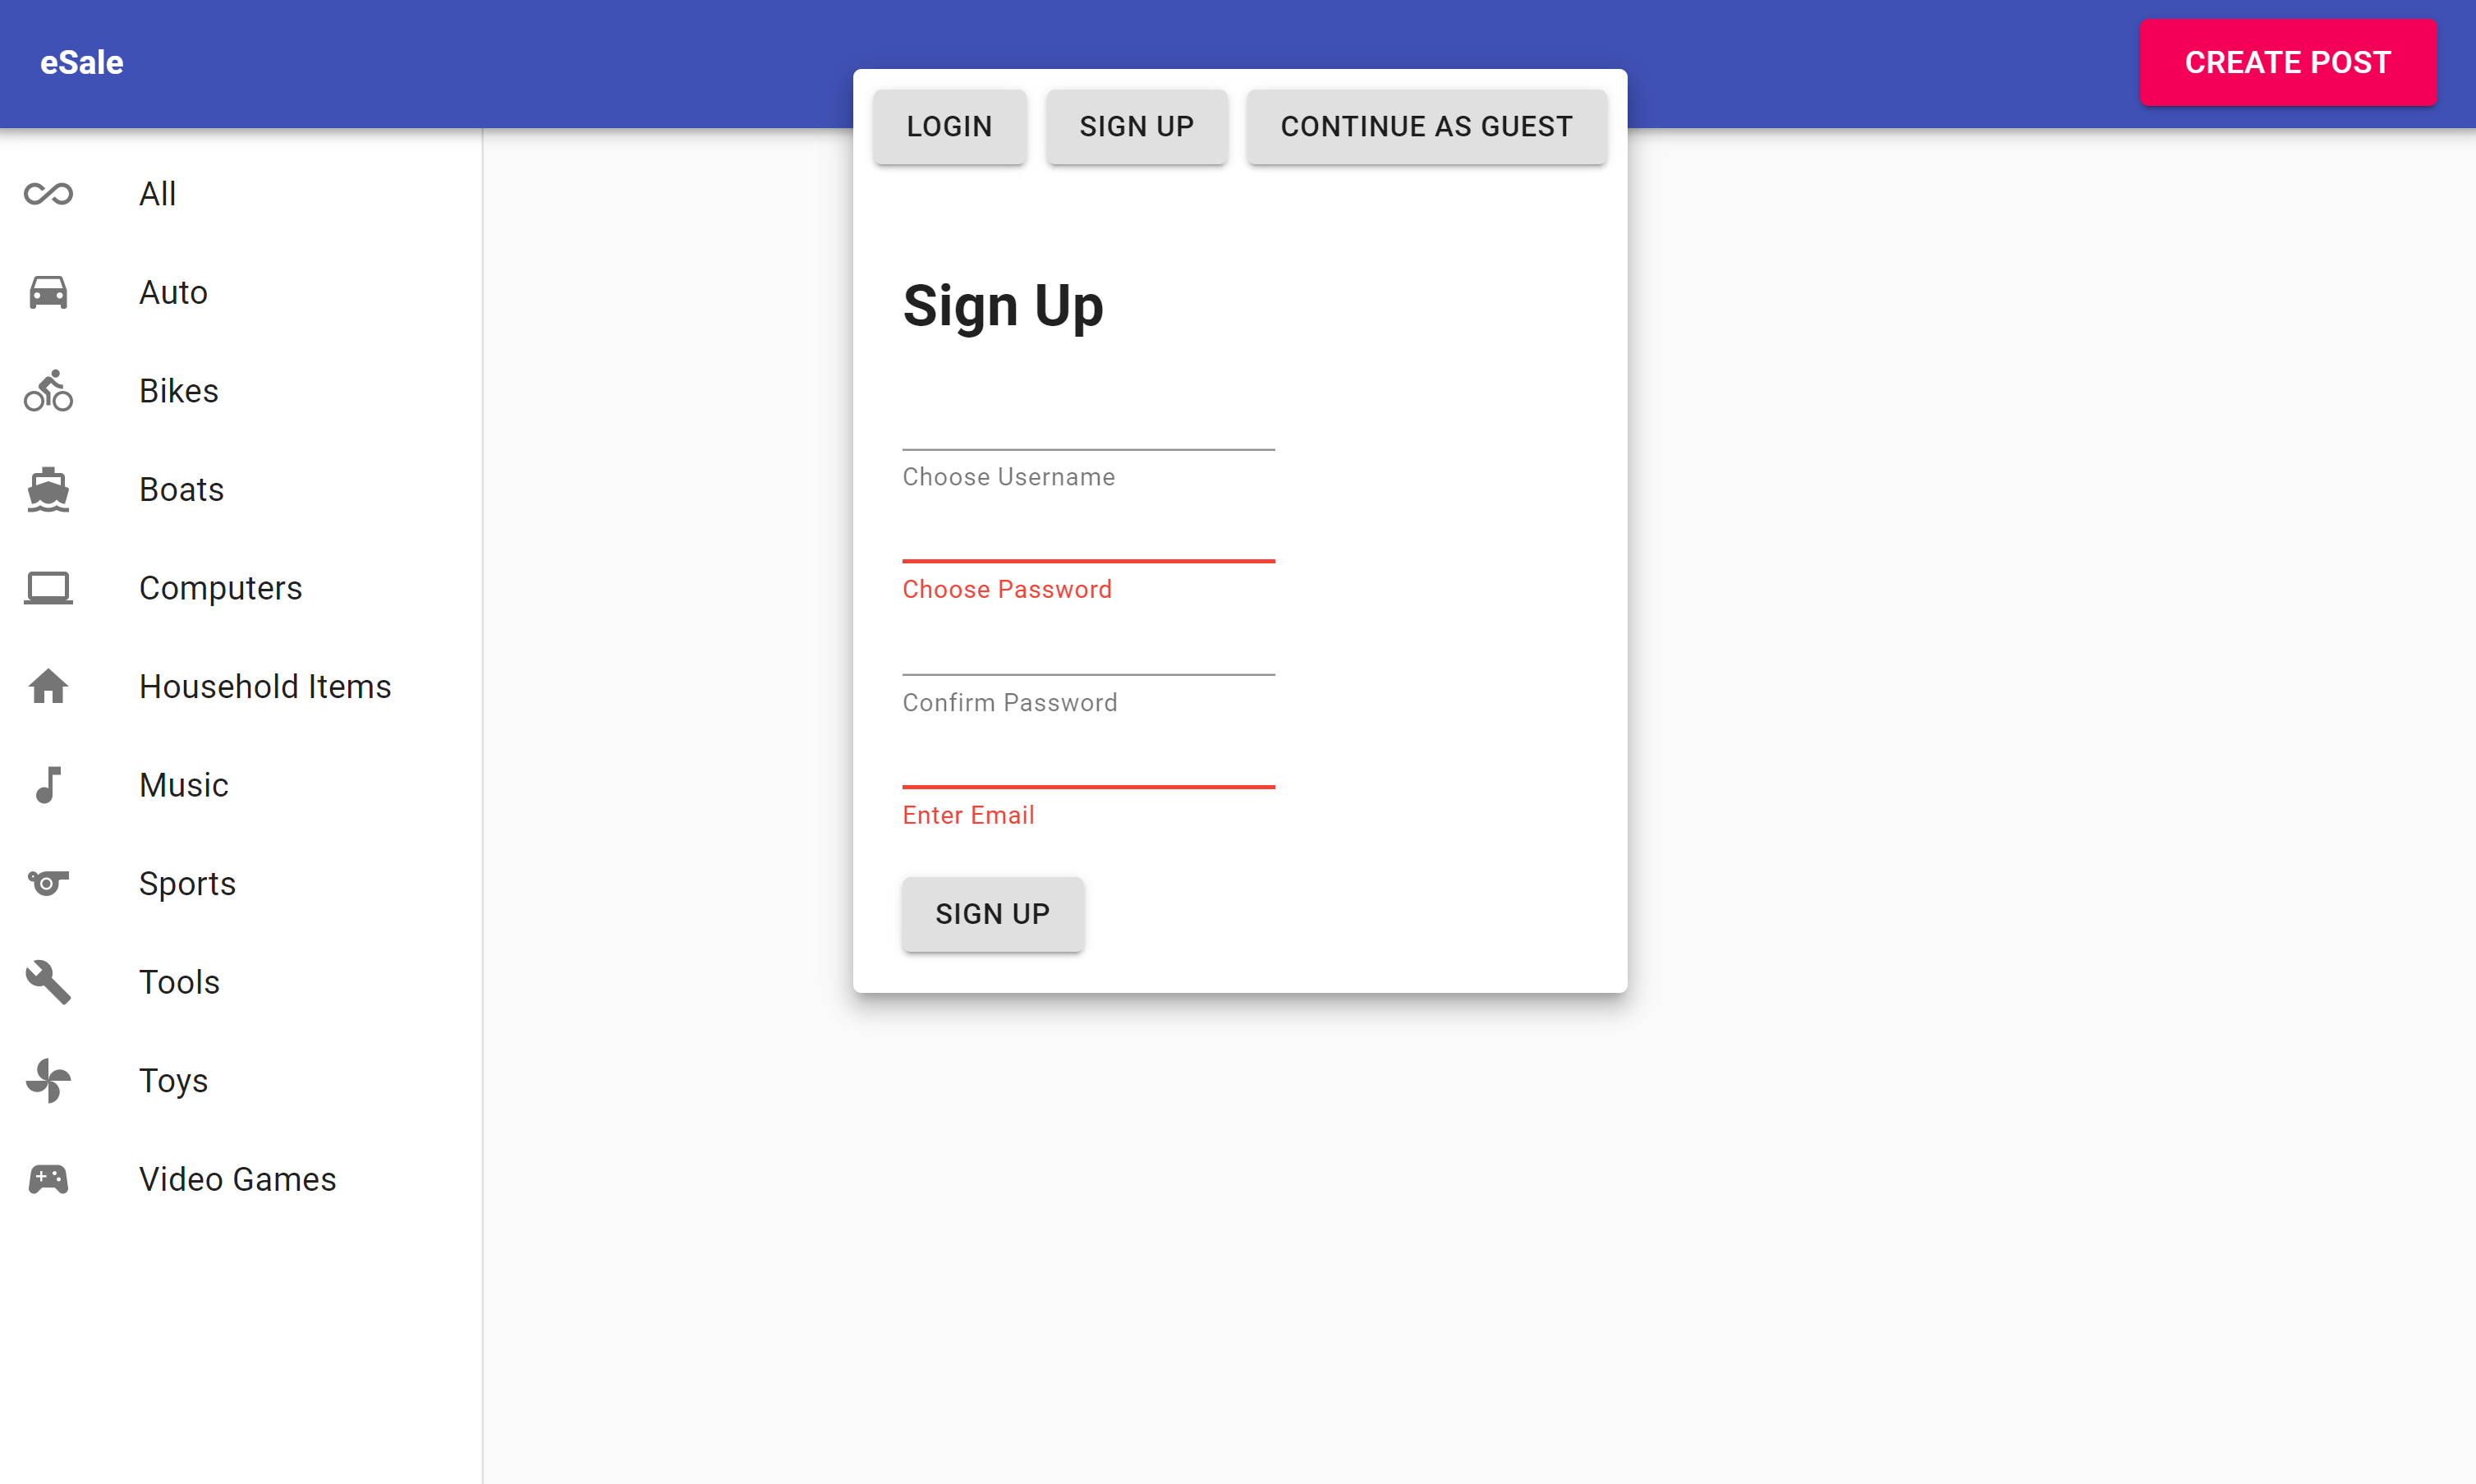 eSale
CREATE POST
LOGIN
SIGN UP
CONTINUE AS GUEST
All
Auto
Bikes
Boats
Computers
Household Items
Music
Sports
Tools
Toys
Video Games
Sign Up
Choose Username
Choose Password
Confirm Password
Enter Email
SIGN UP